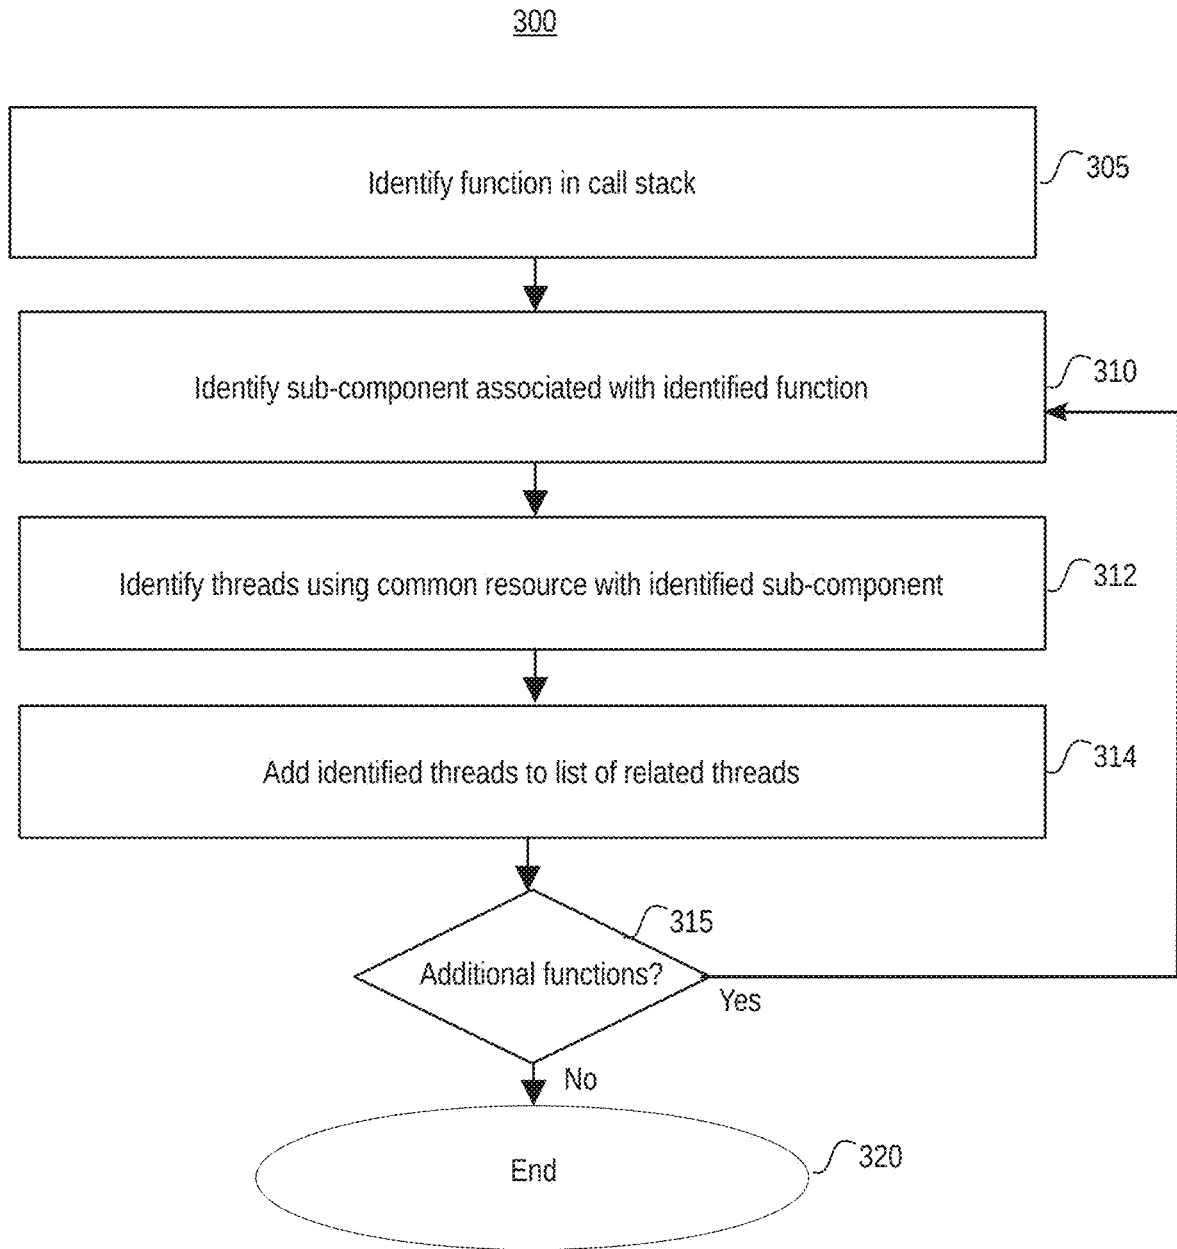 300
Identify function in call stack
305
Identify sub-component associated with identified function
310
Identify threads using common resource with identified sub-component
312
Add identified threads to list of related threads
314
315
Additional functions?
Yes
No
End
320